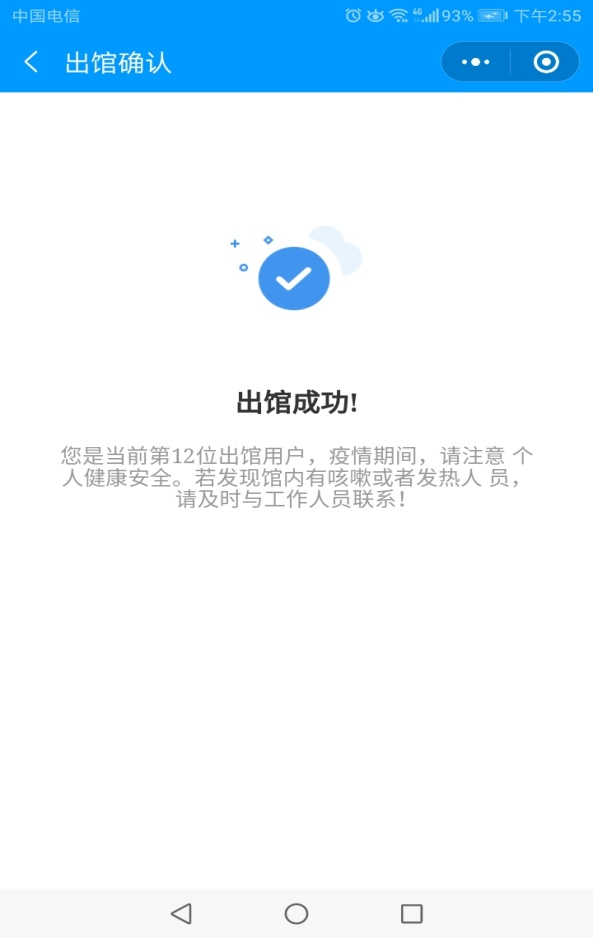 中国电信 4G 93% 下午2:55
出馆确认
出馆成功!
您是当前第12位出馆用户，疫情期间，请注意 个
人健康安全。若发现馆内有咳嗽或者发热人 员，
请及时与工作人员联系！